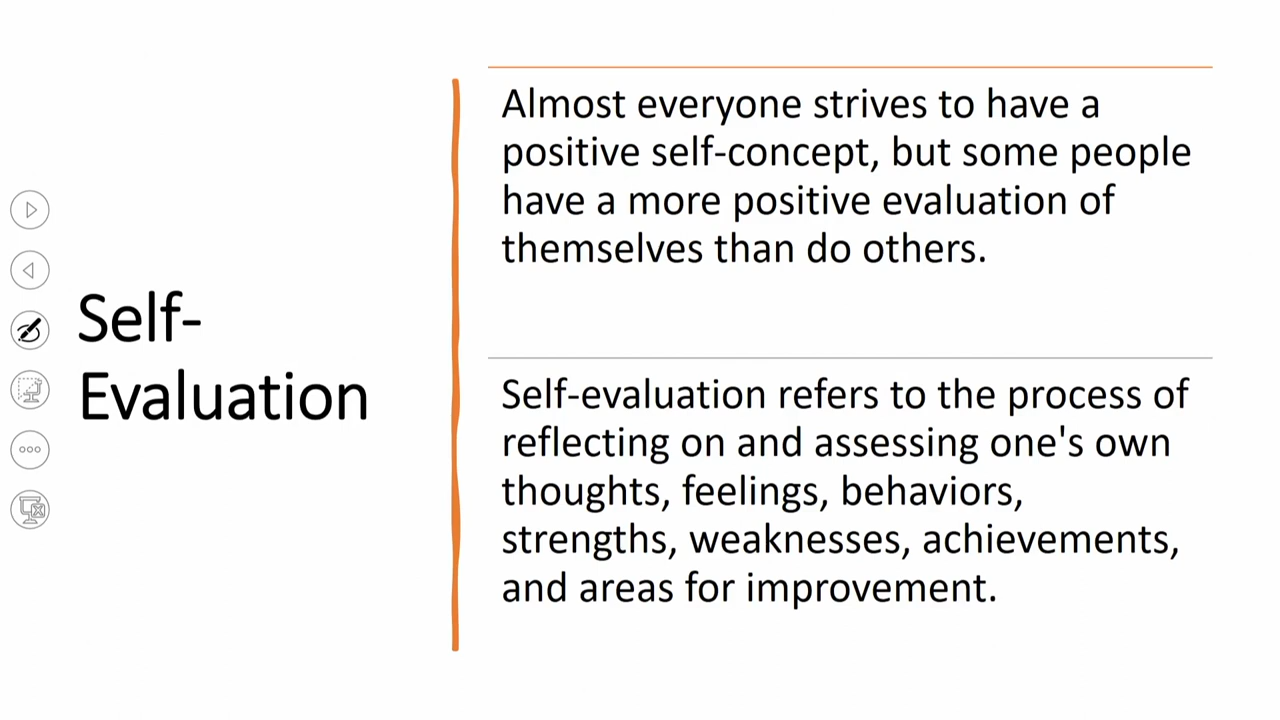 Self-
Evaluation
Almost everyone strives to have a
positive self-concept, but some people
have a more positive evaluation of
themselves than do others.
Self-evaluation refers to the process of
reflecting on and assessing one's own
thoughts, feelings, behaviors,
strengths, weaknesses, achievements,
and areas for improvement.